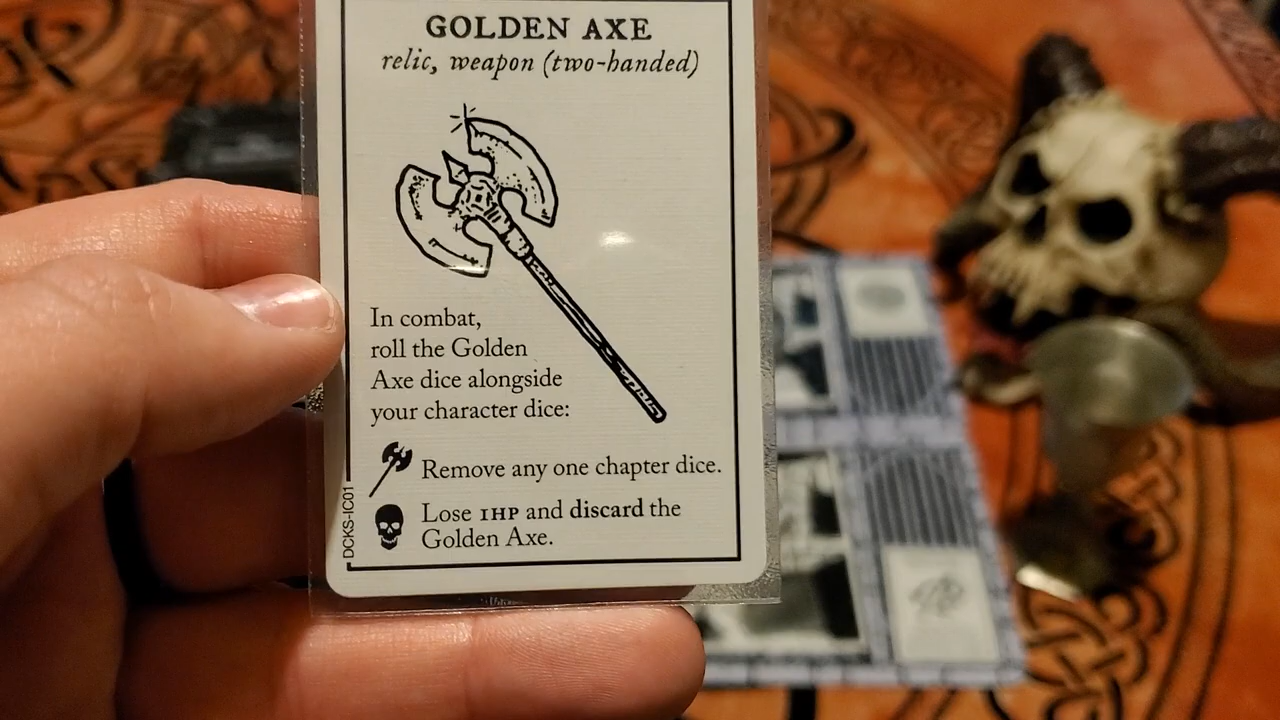 GOLDEN AXE
relic, weapon (two-handed)
In combat,
roll the Golden
Axe dice alongside
your character dice:
Remove any one chapter dice.
Lose 1HP and discard the
Golden Axe.
DCKS-IC01